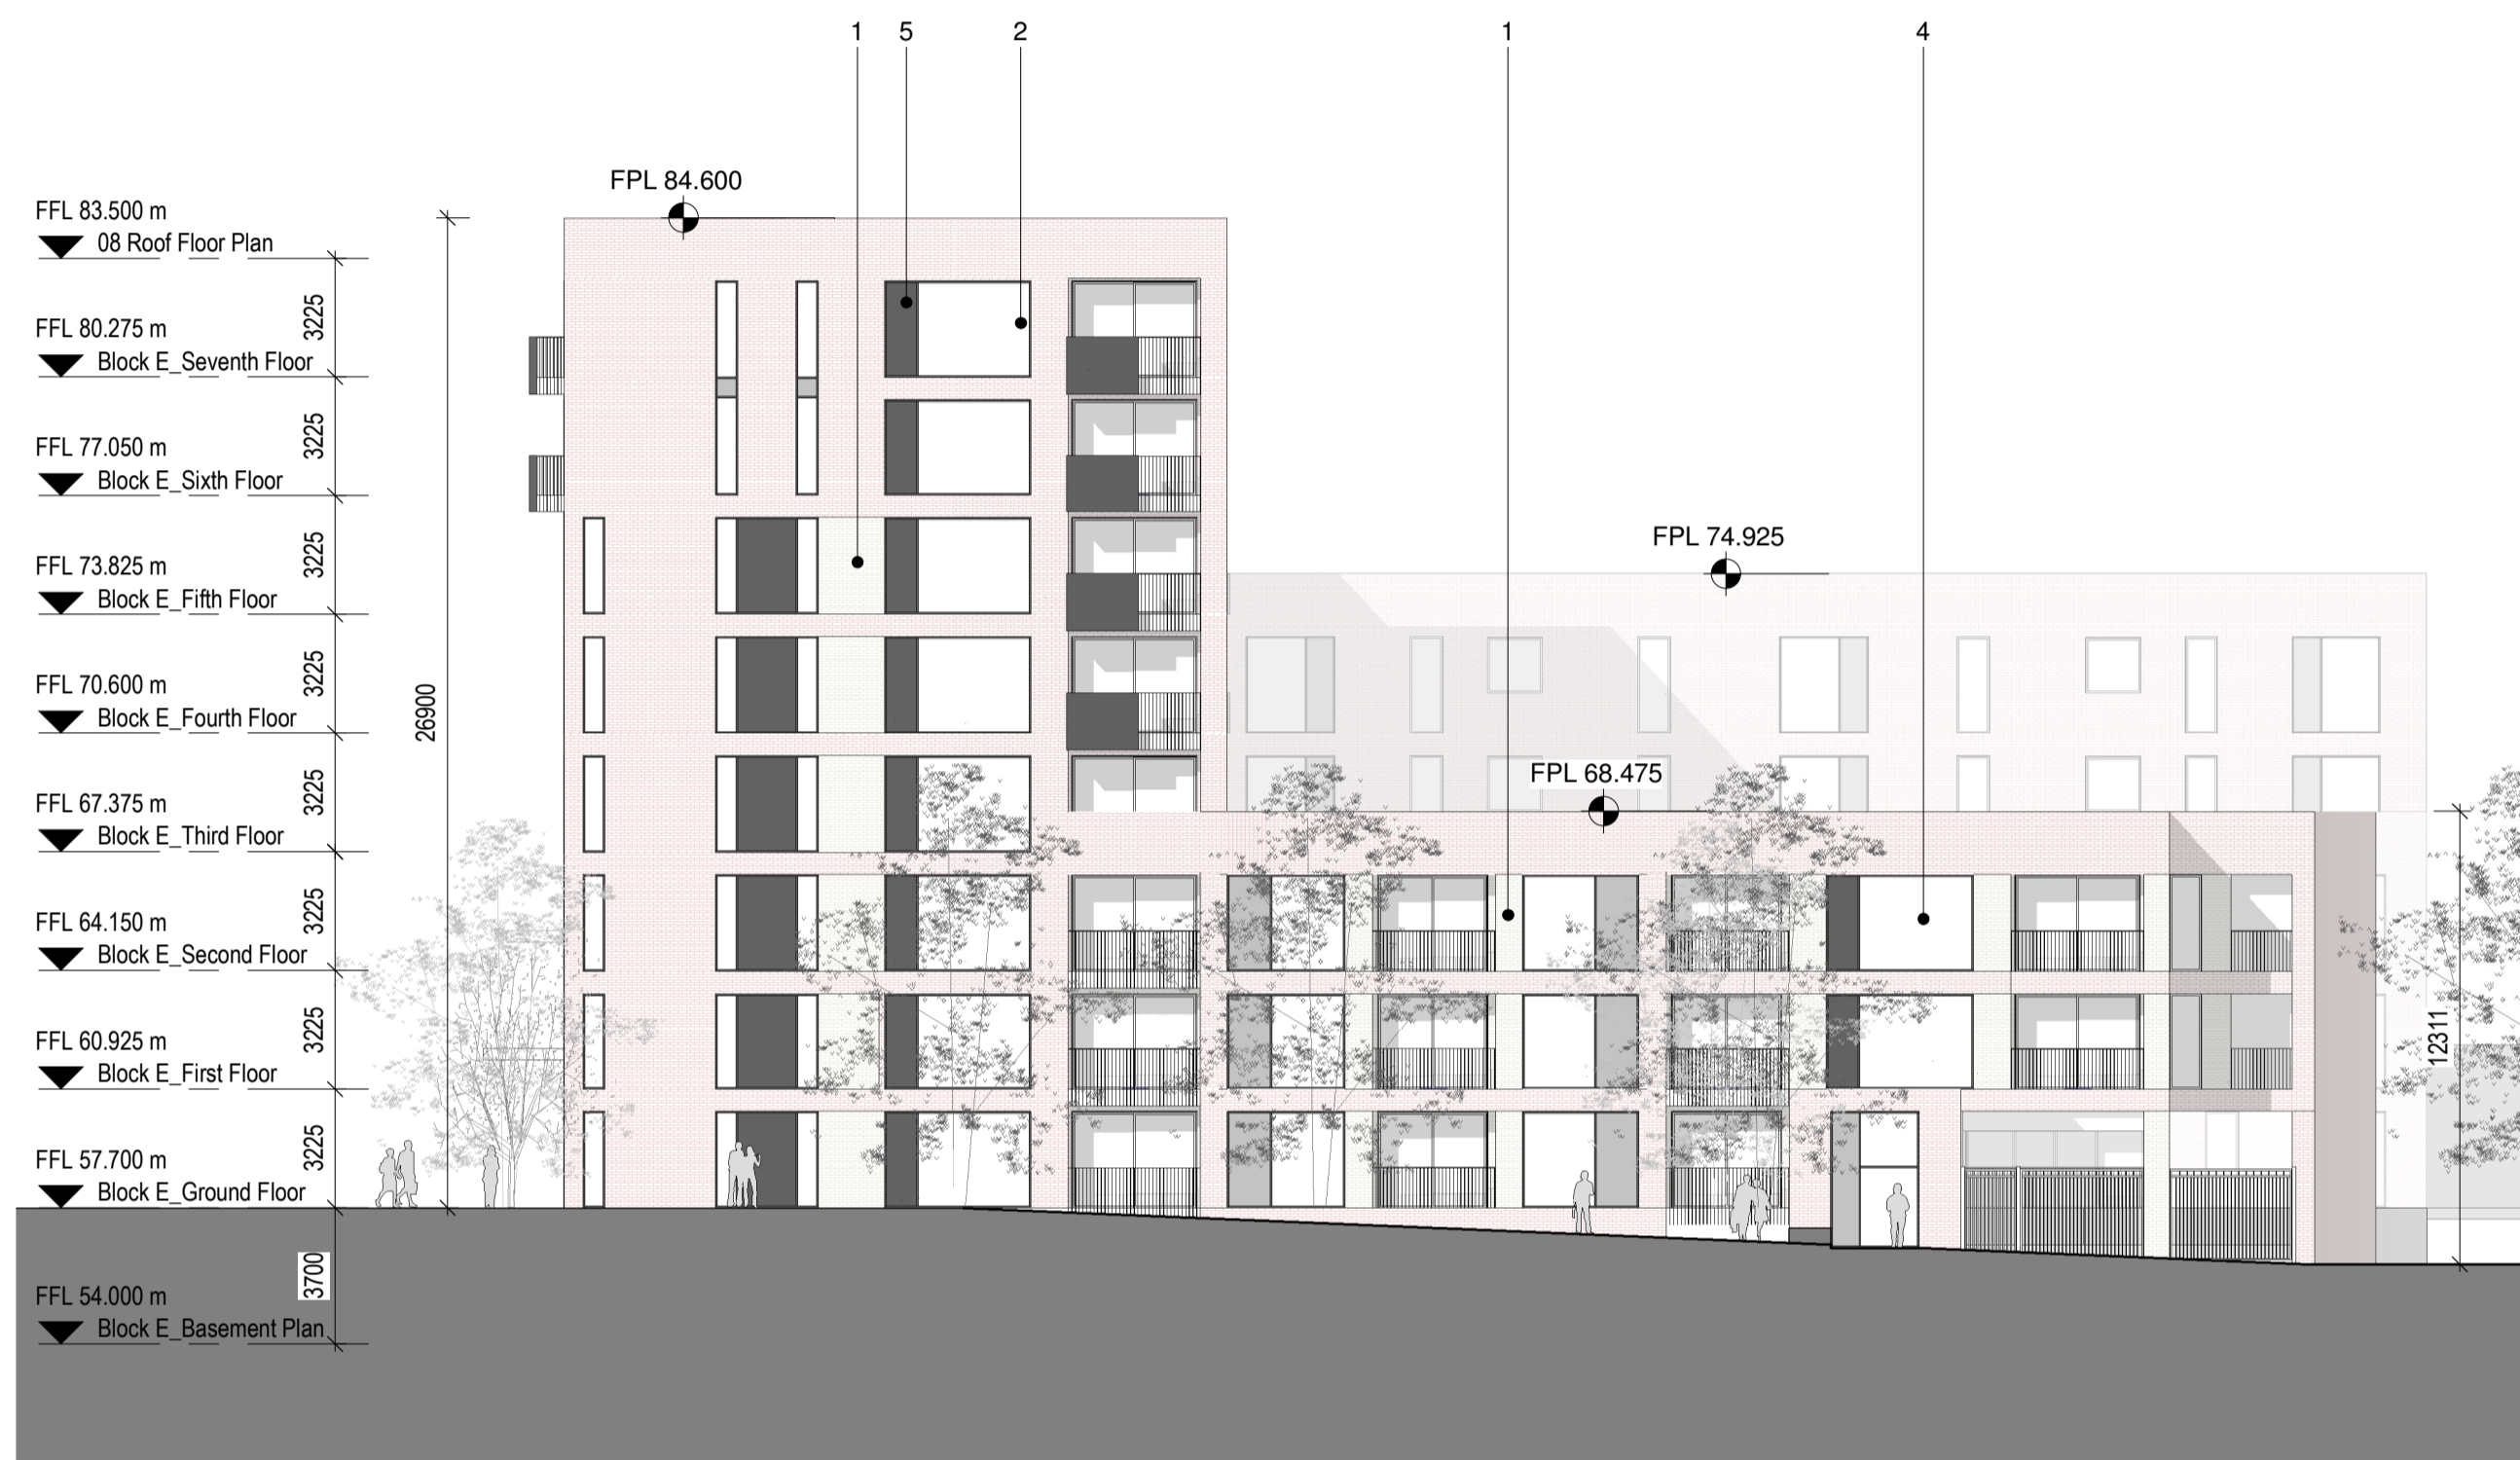 1 5 2 1 4
FPL 84.600
FFL 83.500 m
08 Roof Floor Plan
3225
FFL 80.275 m
Block E_Seventh Floor
3225
FFL 77.050 m
Block E_Sixth Floor
FPL 74.925
3225
FFL 73.825 m
Block E_Fifth Floor
3225
FFL 70.600 m
Block E_Fourth Floor
26900
FPL 68.475
3225
FFL 67.375 m
Block E_Third Floor
3225
FFL 64.150 m
Block E_Second Floor
3225
FFL 60.925 m
Block E_First Floor
12311
3225
FFL 57.700 m
Block E_Ground Floor
3700
FFL 54.000 m
Block E_Basement Plan